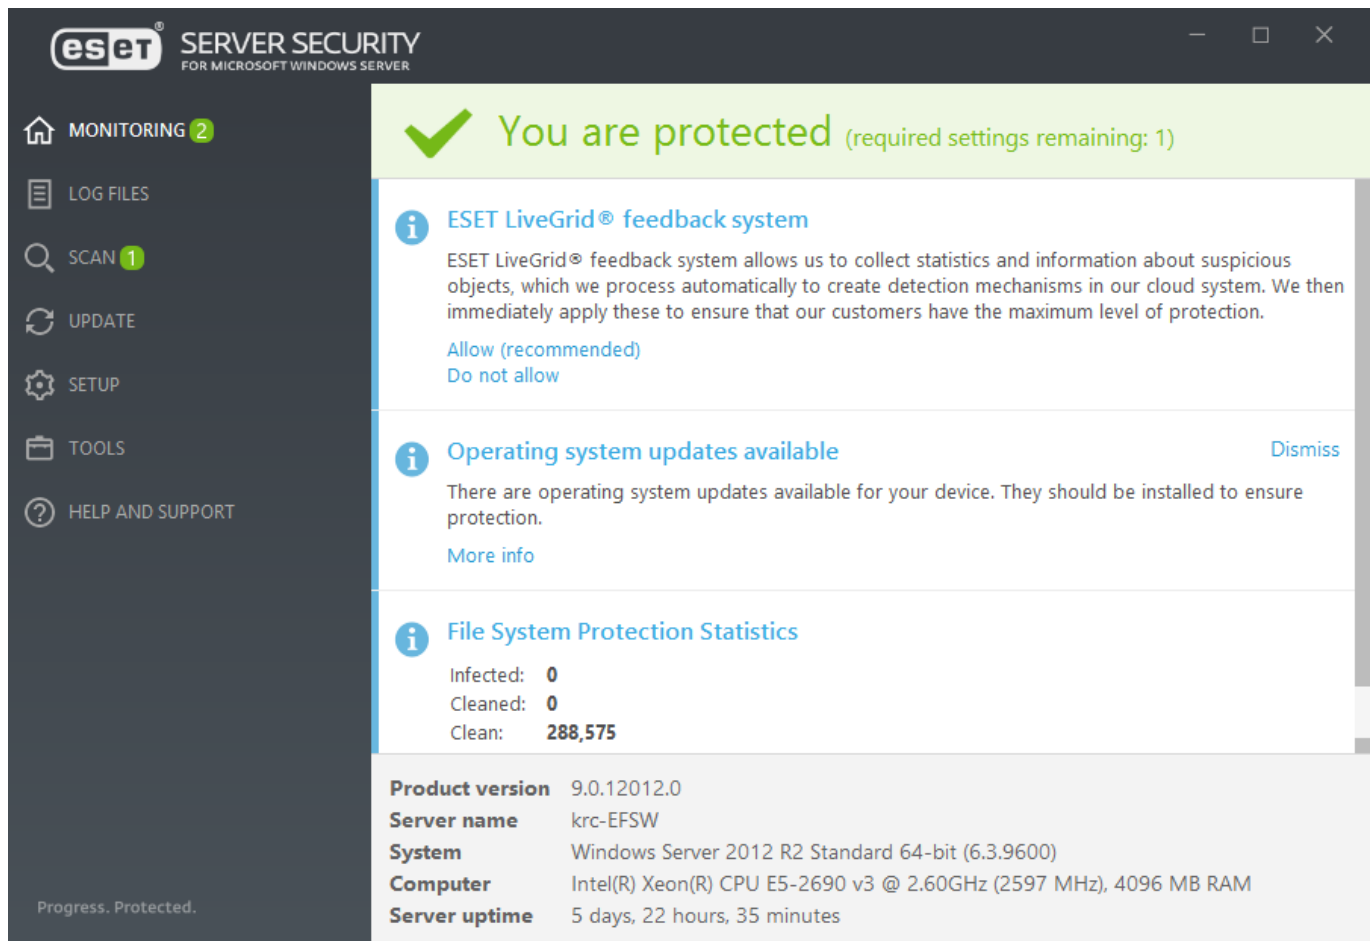 eset® SERVER SECURITY
FOR MICROSOFT WINDOWS SERVER
MONITORING 2
LOG FILES
SCAN 1
UPDATE
SETUP
TOOLS
HELP AND SUPPORT
Progress. Protected.
You are protected (required settings remaining: 1)
ESET LiveGrid® feedback system
ESET LiveGrid® feedback system allows us to collect statistics and information about suspicious
objects, which we process automatically to create detection mechanisms in our cloud system. We then
immediately apply these to ensure that our customers have the maximum level of protection.
Allow (recommended)
Do not allow
Operating system updates available Dismiss
There are operating system updates available for your device. They should be installed to ensure
protection.
More info
File System Protection Statistics
Infected: 0
Cleaned: 0
Clean: 288,575
Product version 9.0.12012.0
Server name krc-EFSW
System Windows Server 2012 R2 Standard 64-bit (6.3.9600)
Computer Intel(R) Xeon(R) CPU E5-2690 v3 @ 2.60GHz (2597 MHz), 4096 MB RAM
Server uptime 5 days, 22 hours, 35 minutes